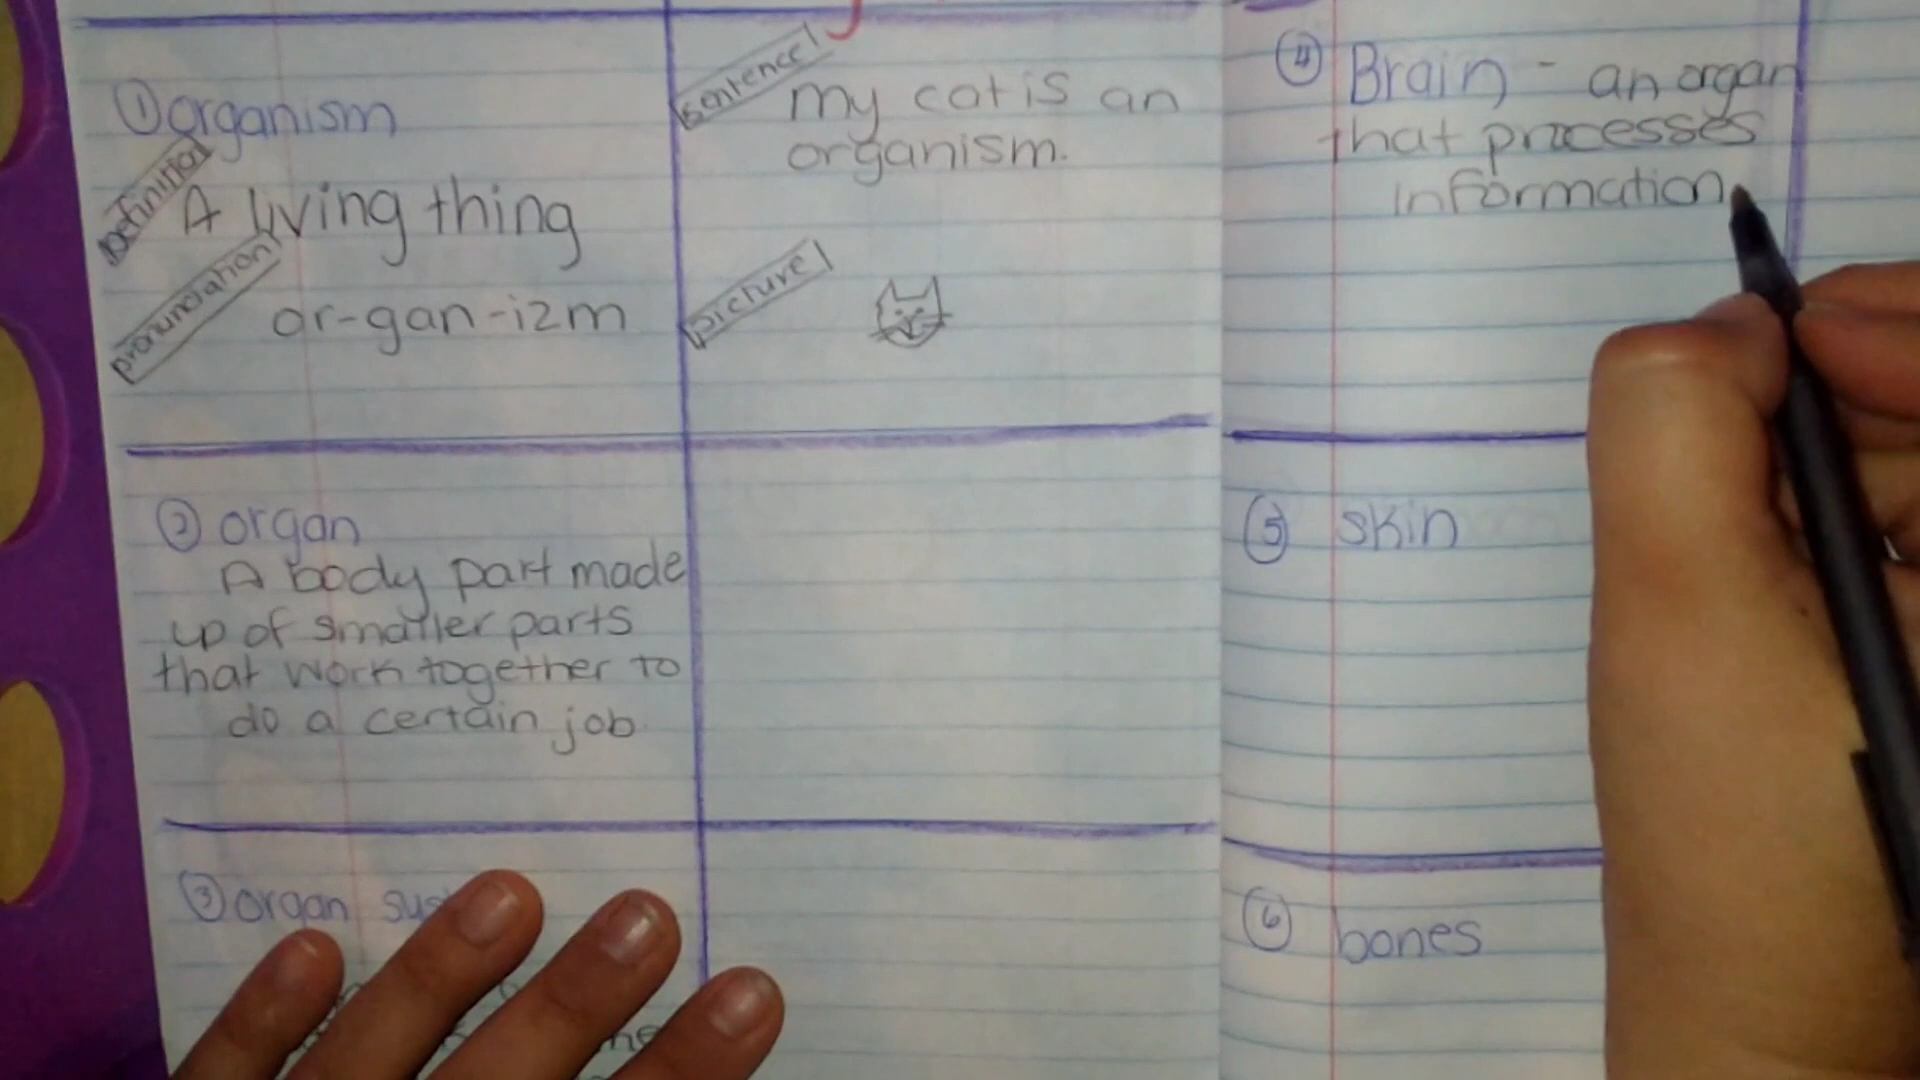 ① organism
Definition
A living thing
pronunciation
or-gan-izm
sentence
my cat is an
organism.
picture
② organ
A body part made
up of smaller parts
that work together to
do a certain job.
③ organ
④ Brain - an organ
that processes
information
⑤ skin
⑥ bones